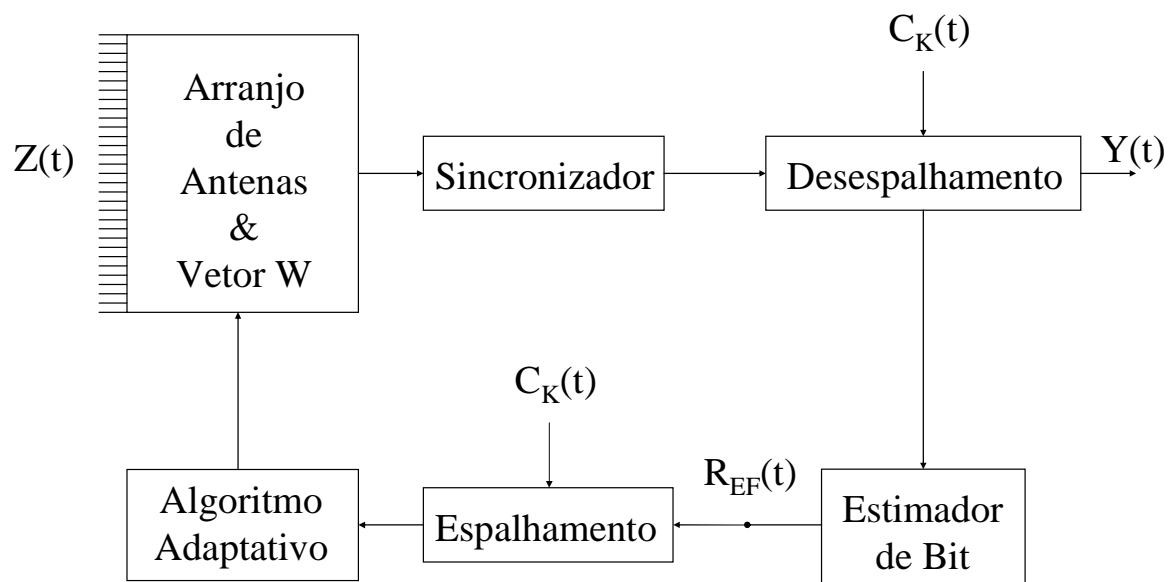 C_K(t)
Z(t)
Arranjo
de
Antenas
&
Vetor W
Sincronizador
Desespalhamento
Y(t)
C_K(t)
Algoritmo
Adaptativo
Espalhamento
R_EF(t)
Estimador
de Bit